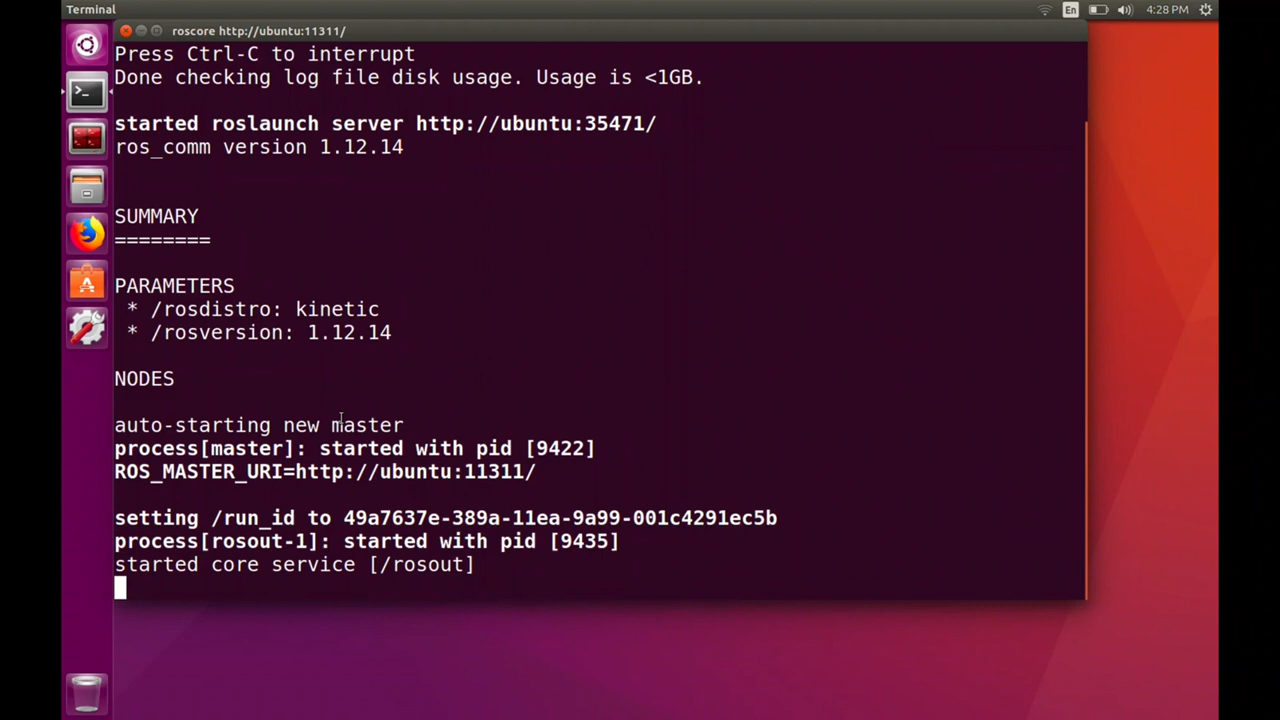 Terminal
En
4:28 PM
roscore http://ubuntu:11311/
Press Ctrl-C to interrupt
Done checking log file disk usage. Usage is <1GB.
started roslaunch server http://ubuntu:35471/
ros_comm version 1.12.14
SUMMARY
========
PARAMETERS
* /rosdistro: kinetic
* /rosversion: 1.12.14
NODES
auto-starting new master
process[master]: started with pid [9422]
ROS_MASTER_URI=http://ubuntu:11311/
setting /run_id to 49a7637e-389a-11ea-9a99-001c4291ec5b
process[rosout-1]: started with pid [9435]
started core service [/rosout]